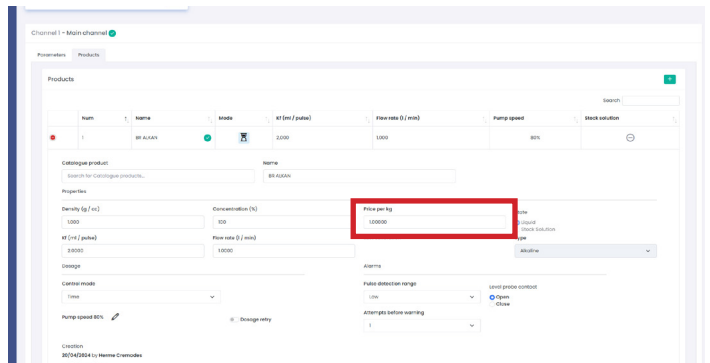 Channel 1 - Main channel
Parameters Products
Products
+
Search
Num Name Mode Kf (ml / pulse) Flow rate (l / min) Pump speed Stock solution
1 BR ALKAN 2,000 1.000 80%
Catalogue product Name
Search for Catalogue products... BR ALKAN
Properties
Density (g / cc) Concentration (%) Price per kg
1.000 100 1.00000
Liquid
Stock Solution
Kf (ml / pulse) Flow rate (l / min)
2.0000 1.0000 Alkaline
Dosage Alarms
Control mode Pulse detection range Level probe contact
Time Low Open
Close
Pump speed 80% Dosage retry Attempts before warning
1
Creation
20/04/2024 by Herme Cremades